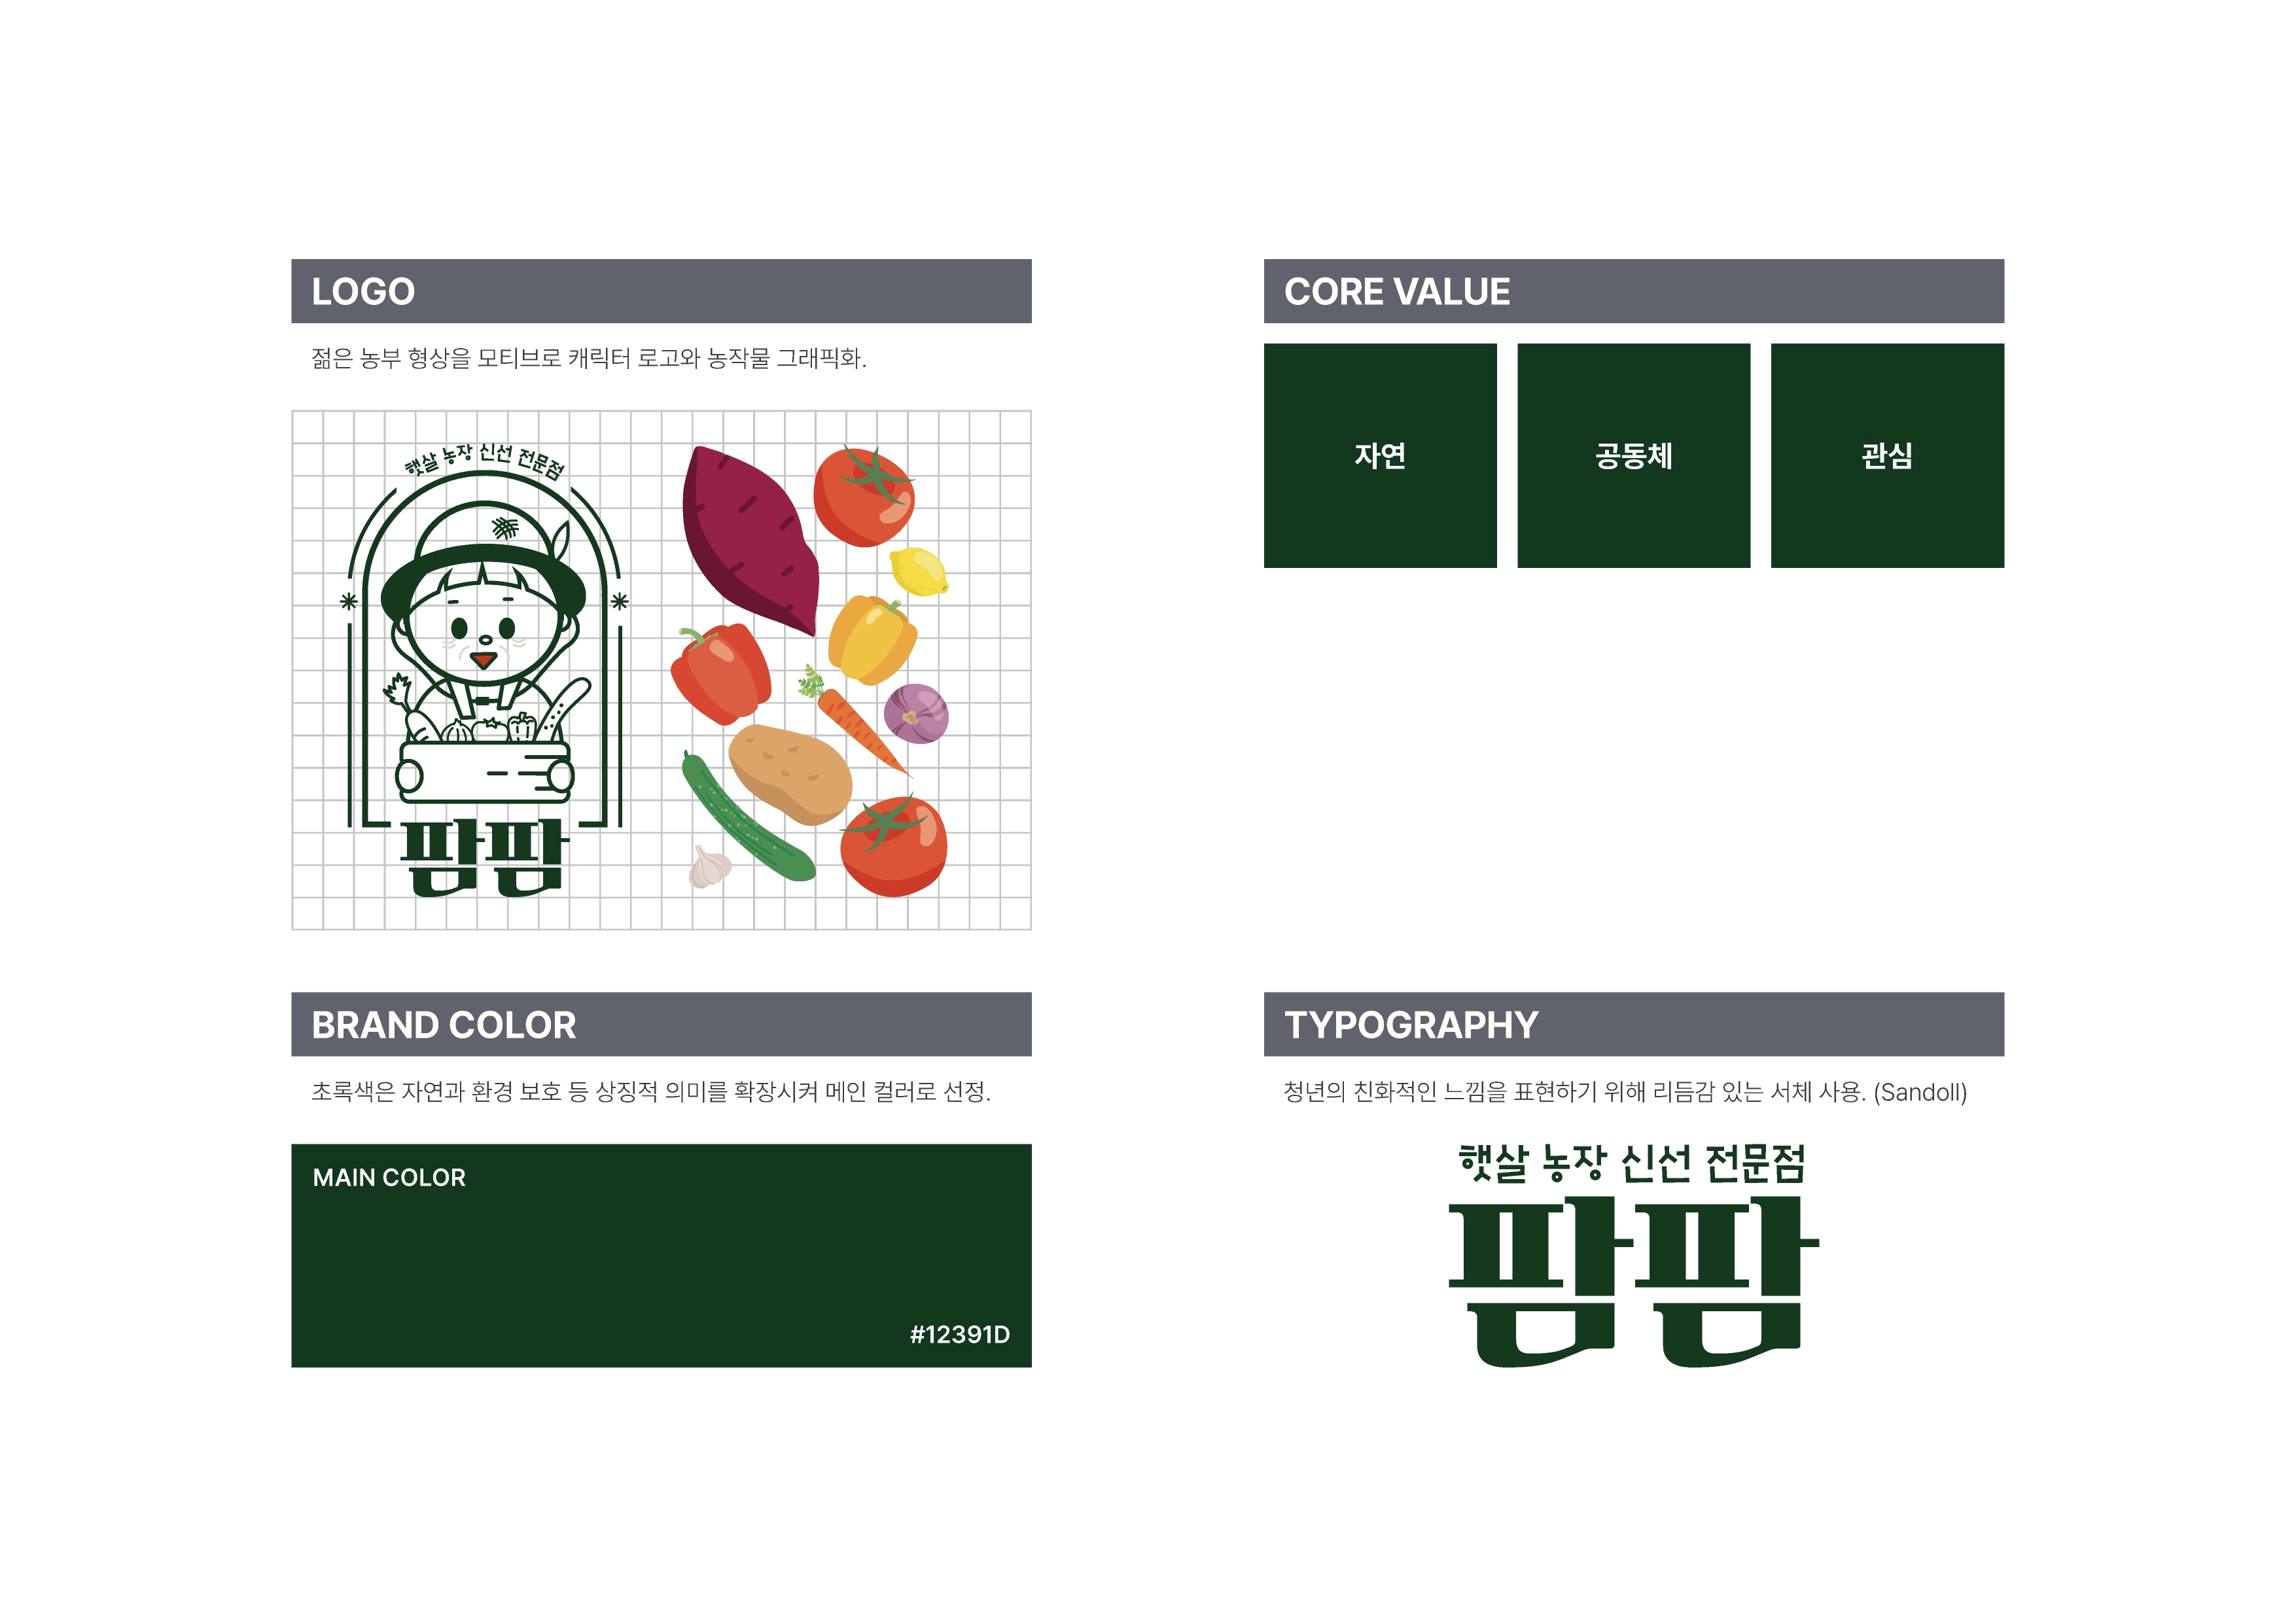 LOGO
젊은 농부 형상을 모티브로 캐릭터 로고와 농작물 그래픽화.
햇살 농장 신선 전문점
팜팜
CORE VALUE
자연
공동체
관심
BRAND COLOR
초록색은 자연과 환경 보호 등 상징적 의미를 확장시켜 메인 컬러로 선정.
MAIN COLOR
#12391D
TYPOGRAPHY
청년의 친화적인 느낌을 표현하기 위해 리듬감 있는 서체 사용. (Sandoll)
햇살 농장 신선 전문점
팜팜